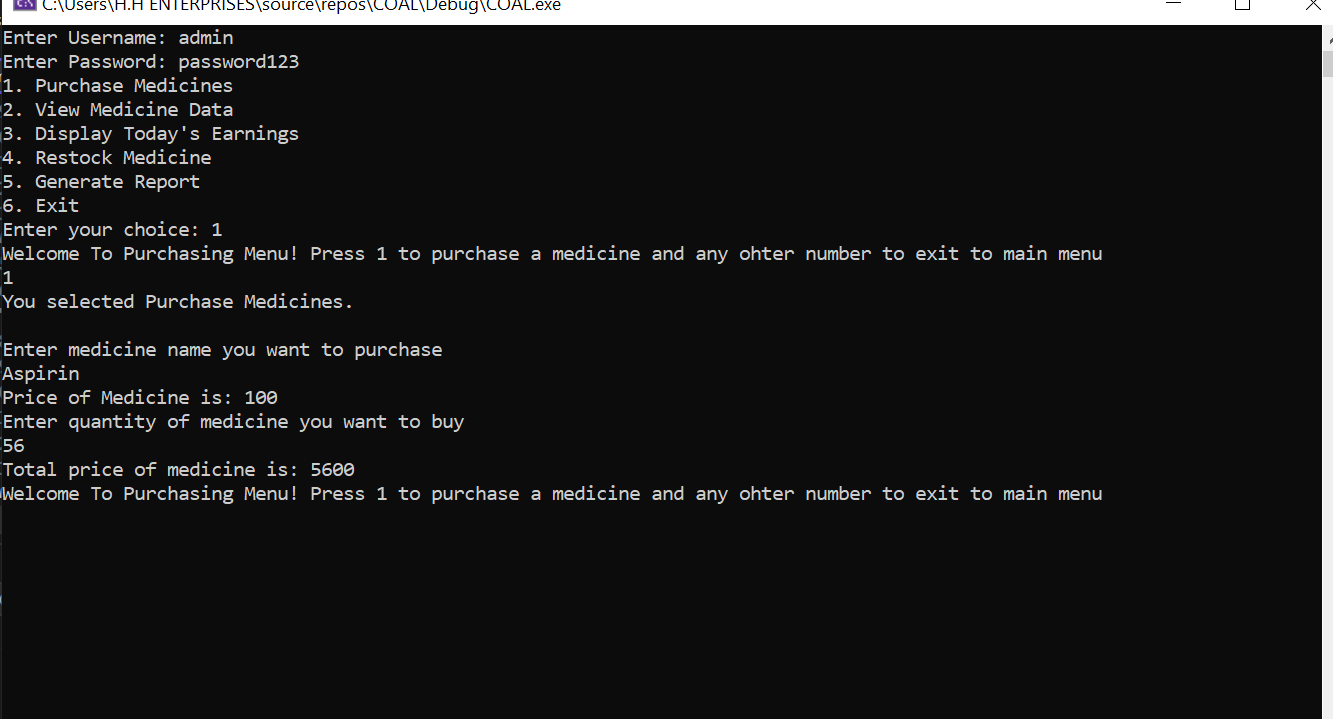 C:\Users\H.H ENTERPRISES\source\repos\COAL\Debug\COAL.exe
Enter Username: admin
Enter Password: password123
1. Purchase Medicines
2. View Medicine Data
3. Display Today's Earnings
4. Restock Medicine
5. Generate Report
6. Exit
Enter your choice: 1
Welcome To Purchasing Menu! Press 1 to purchase a medicine and any ohter number to exit to main menu
1
You selected Purchase Medicines.
Enter medicine name you want to purchase
Aspirin
Price of Medicine is: 100
Enter quantity of medicine you want to buy
56
Total price of medicine is: 5600
Welcome To Purchasing Menu! Press 1 to purchase a medicine and any ohter number to exit to main menu